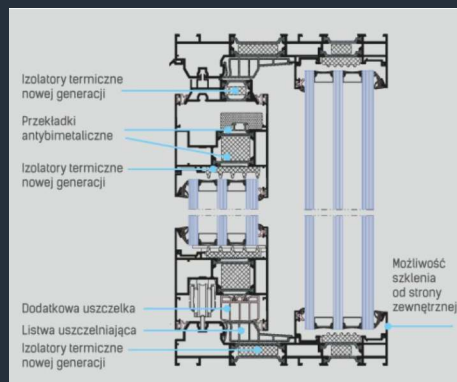 Izolatory termiczne
nowej generacji
Przekładki
antybimetaliczne
Izolatory termiczne
nowej generacji
Dodatkowa uszczelka
Listwa uszczelniająca
Izolatory termiczne
nowej generacji
Możliwość
szklenia
od strony
zewnętrznej